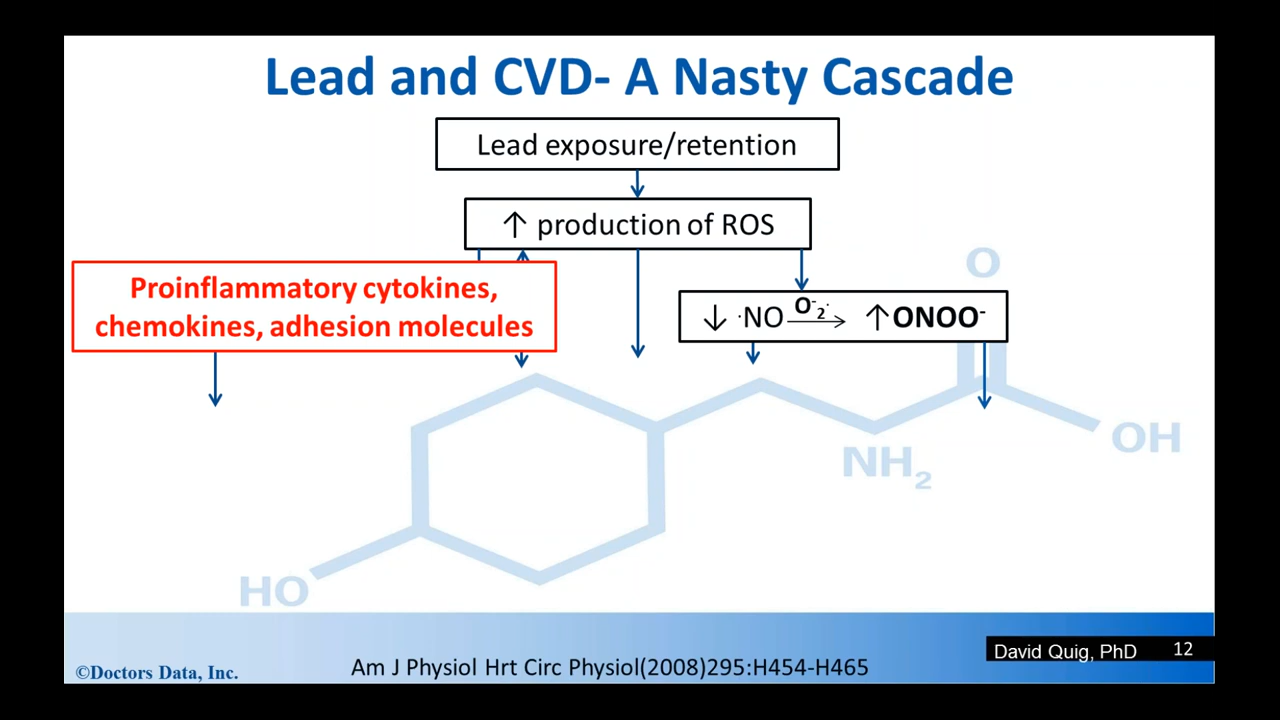 Lead and CVD- A Nasty Cascade
Lead exposure/retention
↑ production of ROS
Proinflammatory cytokines,
chemokines, adhesion molecules
↓ ·NO O⁻₂· → ↑ONOO⁻
O
OH
NH₂
HO
©Doctors Data, Inc.
Am J Physiol Hrt Circ Physiol(2008)295:H454-H465
David Quig, PhD 12